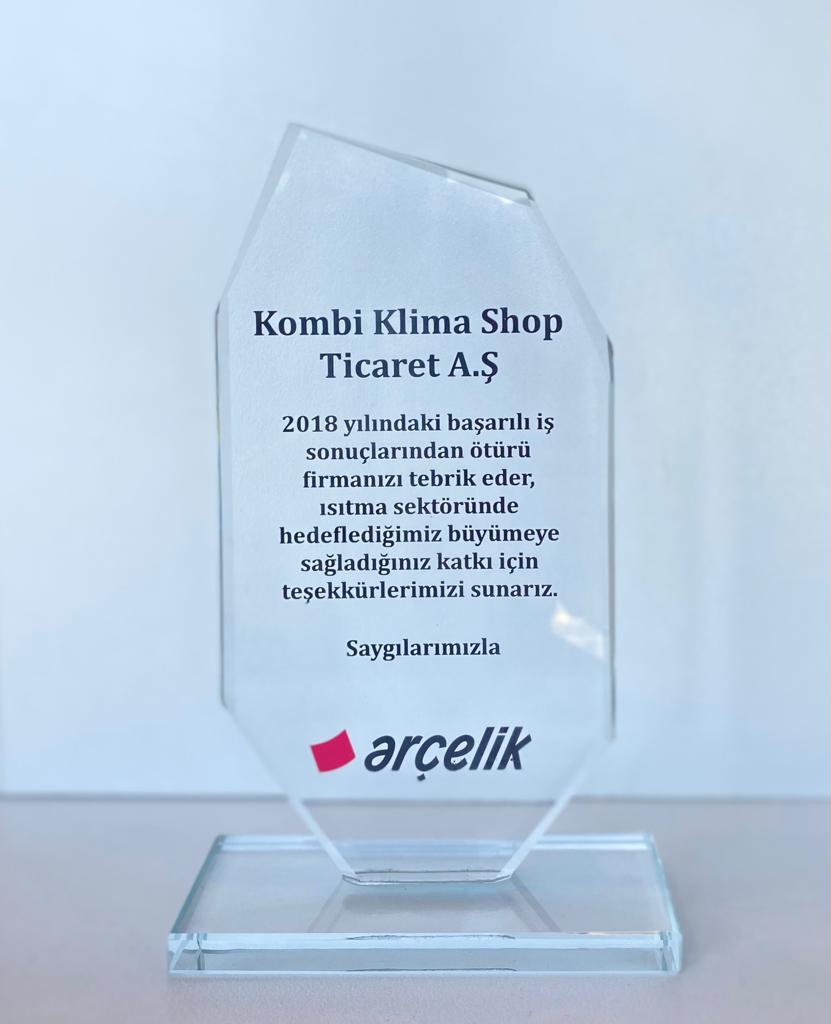 Kombi Klima Shop
Ticaret A.Ş
2018 yılındaki başarılı iş
sonuçlarından ötürü
firmanızı tebrik eder,
ısıtma sektöründe
hedeflediğimiz büyümeye
sağladığınız katkı için
teşekkürlerimizi sunarız.
Saygılarımızla
arçelik